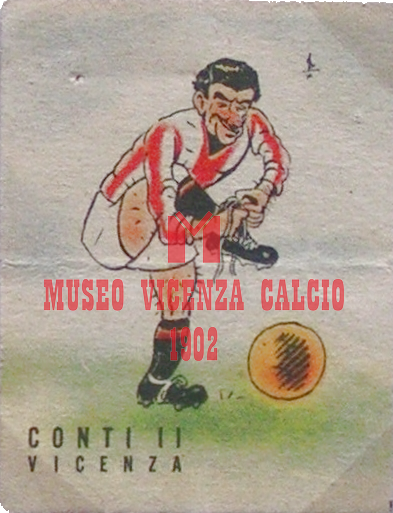 M
MUSEO VICENZA CALCIO
1902
CONTI II
VICENZA